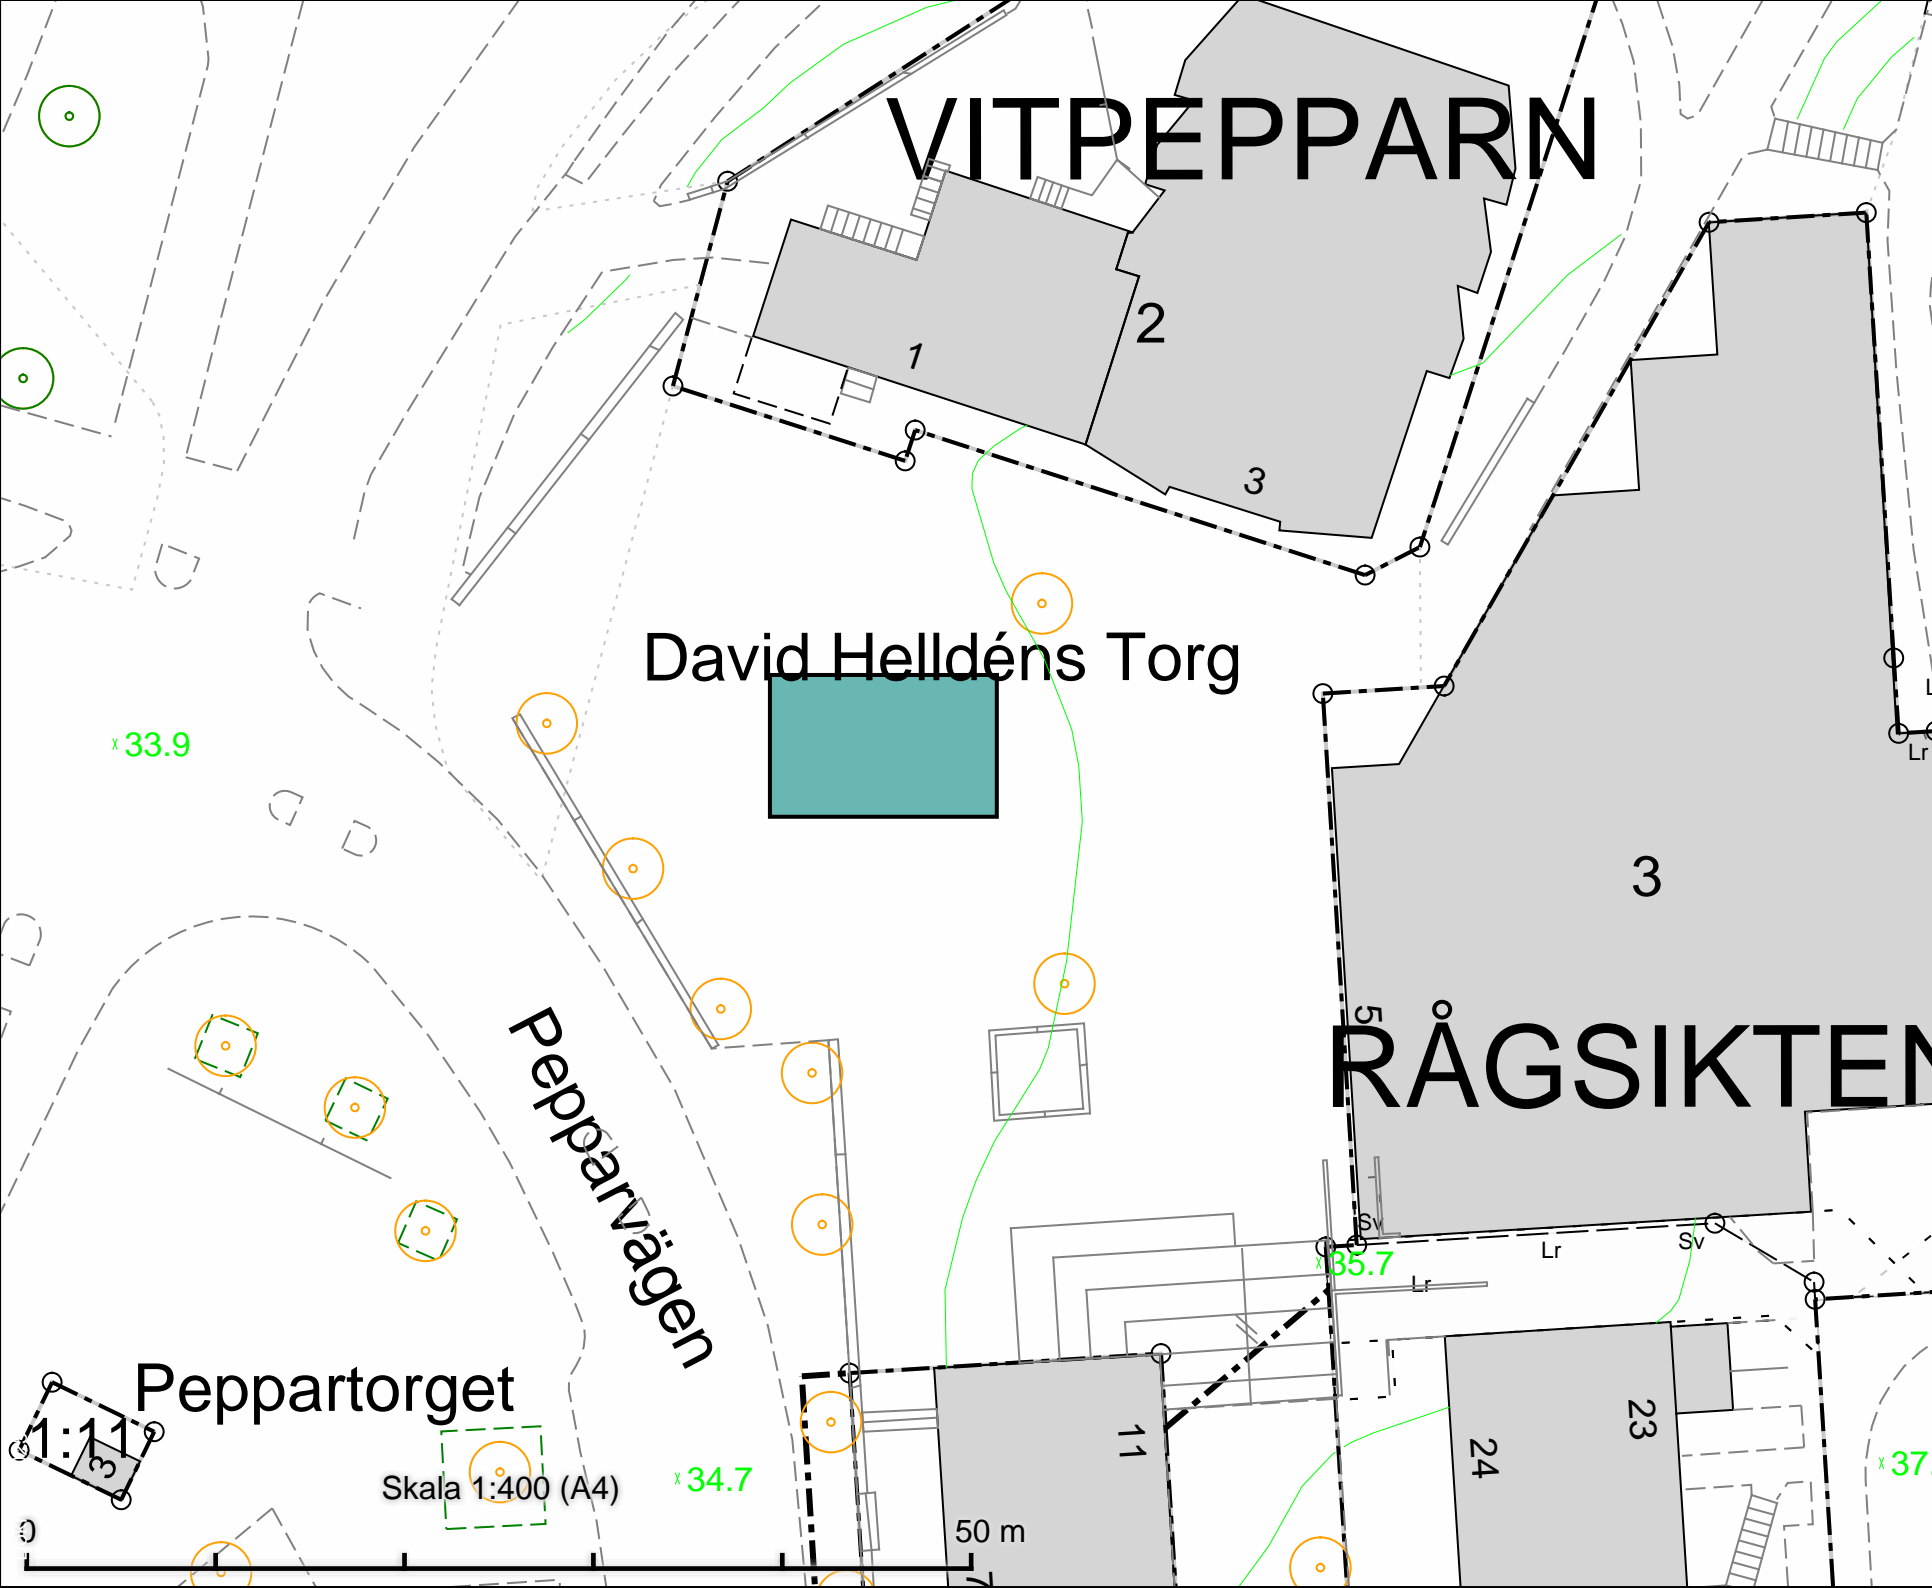 VITPEPPARN
2
1
3
David Helldéns Torg
33.9
Lr
3
5
RÅGSIKTEN
Pepparvägen
Sv
Sv
Lr
35.7
Lr
Peppartorget
1:11
3
11
24
23
37.
34.7
Skala 1:400 (A4)
0
50 m